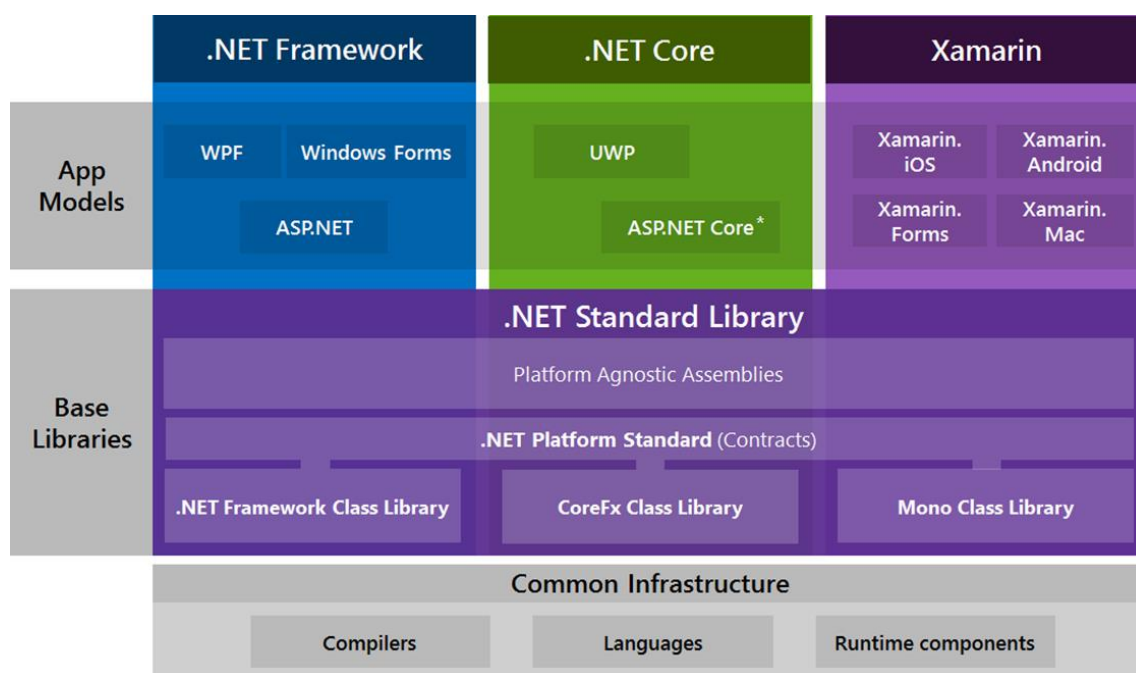 .NET Framework
.NET Core
Xamarin
App
Models
WPF
Windows Forms
ASP.NET
UWP
ASP.NET Core*
Xamarin.
iOS
Xamarin.
Android
Xamarin.
Forms
Xamarin.
Mac
Base
Libraries
.NET Standard Library
Platform Agnostic Assemblies
.NET Platform Standard (Contracts)
.NET Framework Class Library
CoreFx Class Library
Mono Class Library
Common Infrastructure
Compilers
Languages
Runtime components